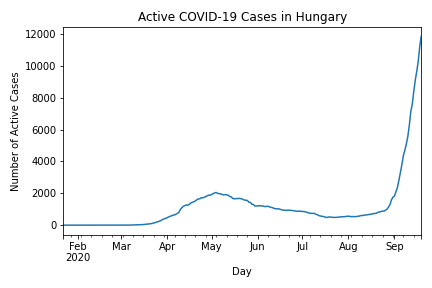 Active COVID-19 Cases in Hungary
12000
10000
8000
6000
4000
2000
0
Number of Active Cases
Feb Mar Apr May Jun Jul Aug Sep
2020
Day